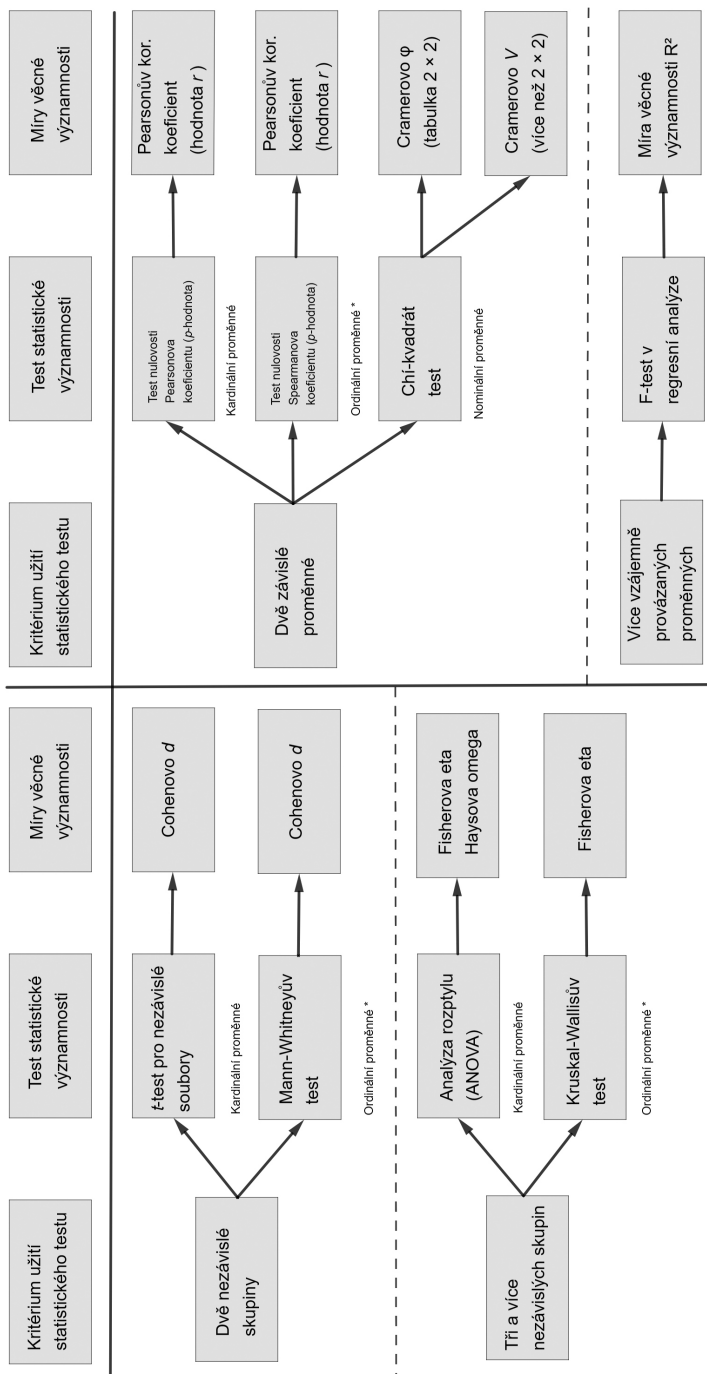 Kritérium užití
statistického testu
Test statistické
významnosti
Míry věcné
významnosti
Dvě nezávislé
skupiny
t-test pro nezávislé
soubory
Kardinální proměnné
Cohenovo d
Mann-Whitneyův
test
Ordinální proměnné *
Cohenovo d
Tři a více
nezávislých skupin
Analýza rozptylu
(ANOVA)
Kardinální proměnné
Fisherova eta
Haysova omega
Kruskal-Wallisův
test
Ordinální proměnné *
Fisherova eta
Kritérium užití
statistického testu
Test statistické
významnosti
Míry věcné
významnosti
Dvě závislé
proměnné
Test nulovosti
Pearsonova
koeficientu (p-hodnota)
Kardinální proměnné
Pearsonův kor.
koeficient
(hodnota r )
Test nulovosti
Spearmanova
koeficientu (p-hodnota)
Ordinální proměnné *
Pearsonův kor.
koeficient
(hodnota r )
Chí-kvadrát
test
Nominální proměnné
Cramerovo φ
(tabulka 2 × 2)
Cramerovo V
(více než 2 × 2)
Více vzájemně
provázaných
proměnných
F-test v
regresní analýze
Míra věcné
významnosti R²